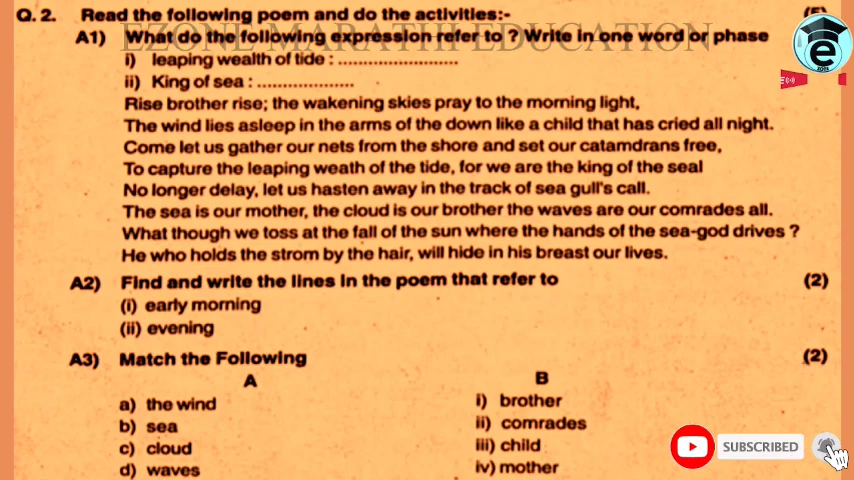 Q. 2. Read the following poem and do the activities:- (5)
EZONE MARATHI EDUCATION
A1) What do the following expression refer to ? Write in one word or phase
i) leaping wealth of tide : ........................
ii) King of sea : ...................
Rise brother rise; the wakening skies pray to the morning light,
The wind lies asleep in the arms of the down like a child that has cried all night.
Come let us gather our nets from the shore and set our catamdrans free,
To capture the leaping weath of the tide, for we are the king of the seal
No longer delay, let us hasten away in the track of sea gull's call.
The sea is our mother, the cloud is our brother the waves are our comrades all.
What though we toss at the fall of the sun where the hands of the sea-god drives ?
He who holds the strom by the hair, will hide in his breast our lives.
A2) Find and write the lines in the poem that refer to (2)
(i) early morning
(ii) evening
A3) Match the Following (2)
A B
a) the wind i) brother
b) sea ii) comrades
c) cloud iii) child
d) waves iv) mother
SUBSCRIBED